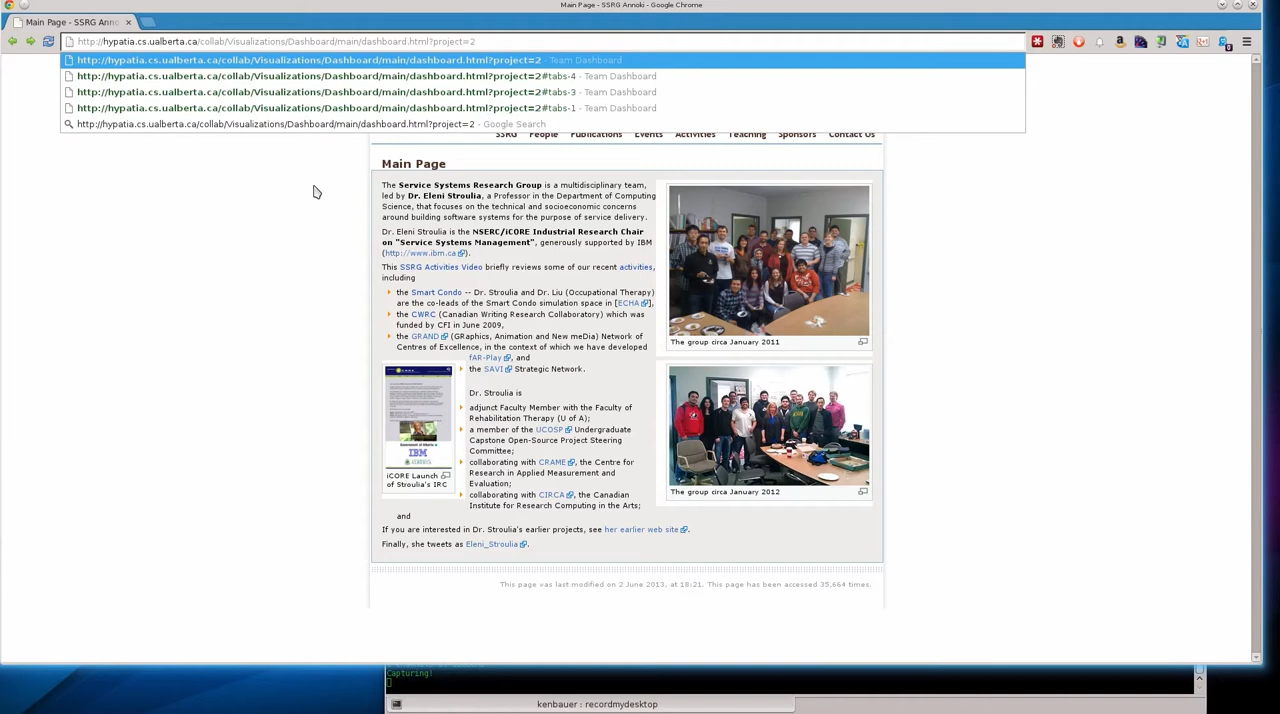 Main Page - SSRG Annoki - Google Chrome
Main Page - SSRG Anno
http://hypatia.cs.ualberta.ca/collab/Visualizations/Dashboard/main/dashboard.html?project=2
http://hypatia.cs.ualberta.ca/collab/Visualizations/Dashboard/main/dashboard.html?project=2 - Team Dashboard
http://hypatia.cs.ualberta.ca/collab/Visualizations/Dashboard/main/dashboard.html?project=2#tabs-4 - Team Dashboard
http://hypatia.cs.ualberta.ca/collab/Visualizations/Dashboard/main/dashboard.html?project=2#tabs-3 - Team Dashboard
http://hypatia.cs.ualberta.ca/collab/Visualizations/Dashboard/main/dashboard.html?project=2#tabs-1 - Team Dashboard
http://hypatia.cs.ualberta.ca/collab/Visualizations/Dashboard/main/dashboard.html?project=2 - Google Search
SSRG People Publications Events Activities Teaching Sponsors Contact Us
Main Page
The Service Systems Research Group is a multidisciplinary team,
led by Dr. Eleni Stroulia, a Professor in the Department of Computing
Science, that focuses on the technical and socioeconomic concerns
around building software systems for the purpose of service delivery.
Dr. Eleni Stroulia is the NSERC/iCORE Industrial Research Chair
on "Service Systems Management", generously supported by IBM
(http://www.ibm.ca).
This SSRG Activities Video briefly reviews some of our recent activities,
including
the Smart Condo -- Dr. Stroulia and Dr. Liu (Occupational Therapy)
are the co-leads of the Smart Condo simulation space in [ECHA],
the CWRC (Canadian Writing Research Collaboratory) which was
funded by CFI in June 2009,
the GRAND (GRaphics, Animation and New meDia) Network of
Centres of Excellence, in the context of which we have developed
fAR-Play, and
the SAVI Strategic Network.
Dr. Stroulia is
adjunct Faculty Member with the Faculty of
Rehabilitation Therapy (U of A);
a member of the UCOSP Undergraduate
Capstone Open-Source Project Steering
Committee;
collaborating with CRAME, the Centre for
Research in Applied Measurement and
Evaluation;
collaborating with CIRCA, the Canadian
Institute for Research Computing in the Arts;
and
IBM
iCORE Launch
of Stroulia's IRC
If you are interested in Dr. Stroulia's earlier projects, see her earlier web site.
Finally, she tweets as Eleni_Stroulia.
The group circa January 2011
The group circa January 2012
This page was last modified on 2 June 2013, at 18:21. This page has been accessed 35,664 times.
Capturing!
kenbauer : recordmydesktop